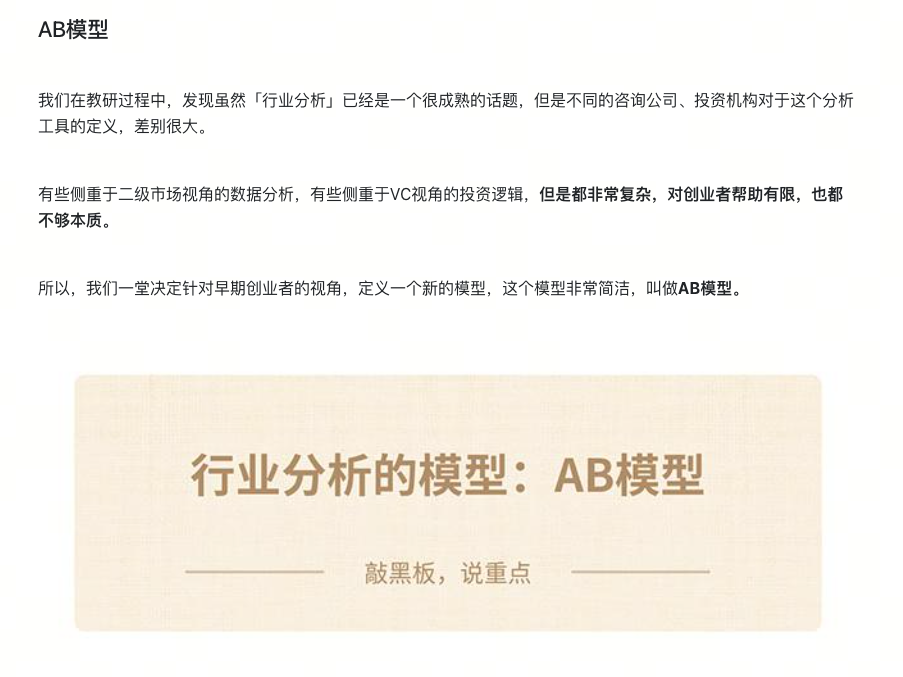 AB模型
我们在教研过程中，发现虽然「行业分析」已经是一个很成熟的话题，但是不同的咨询公司、投资机构对于这个分析
工具的定义，差别很大。
有些侧重于二级市场视角的数据分析，有些侧重于VC视角的投资逻辑，但是都非常复杂，对创业者帮助有限，也都
不够本质。
所以，我们一堂决定针对早期创业者的视角，定义一个新的模型，这个模型非常简洁，叫做AB模型。
行业分析的模型：AB模型
敲黑板，说重点